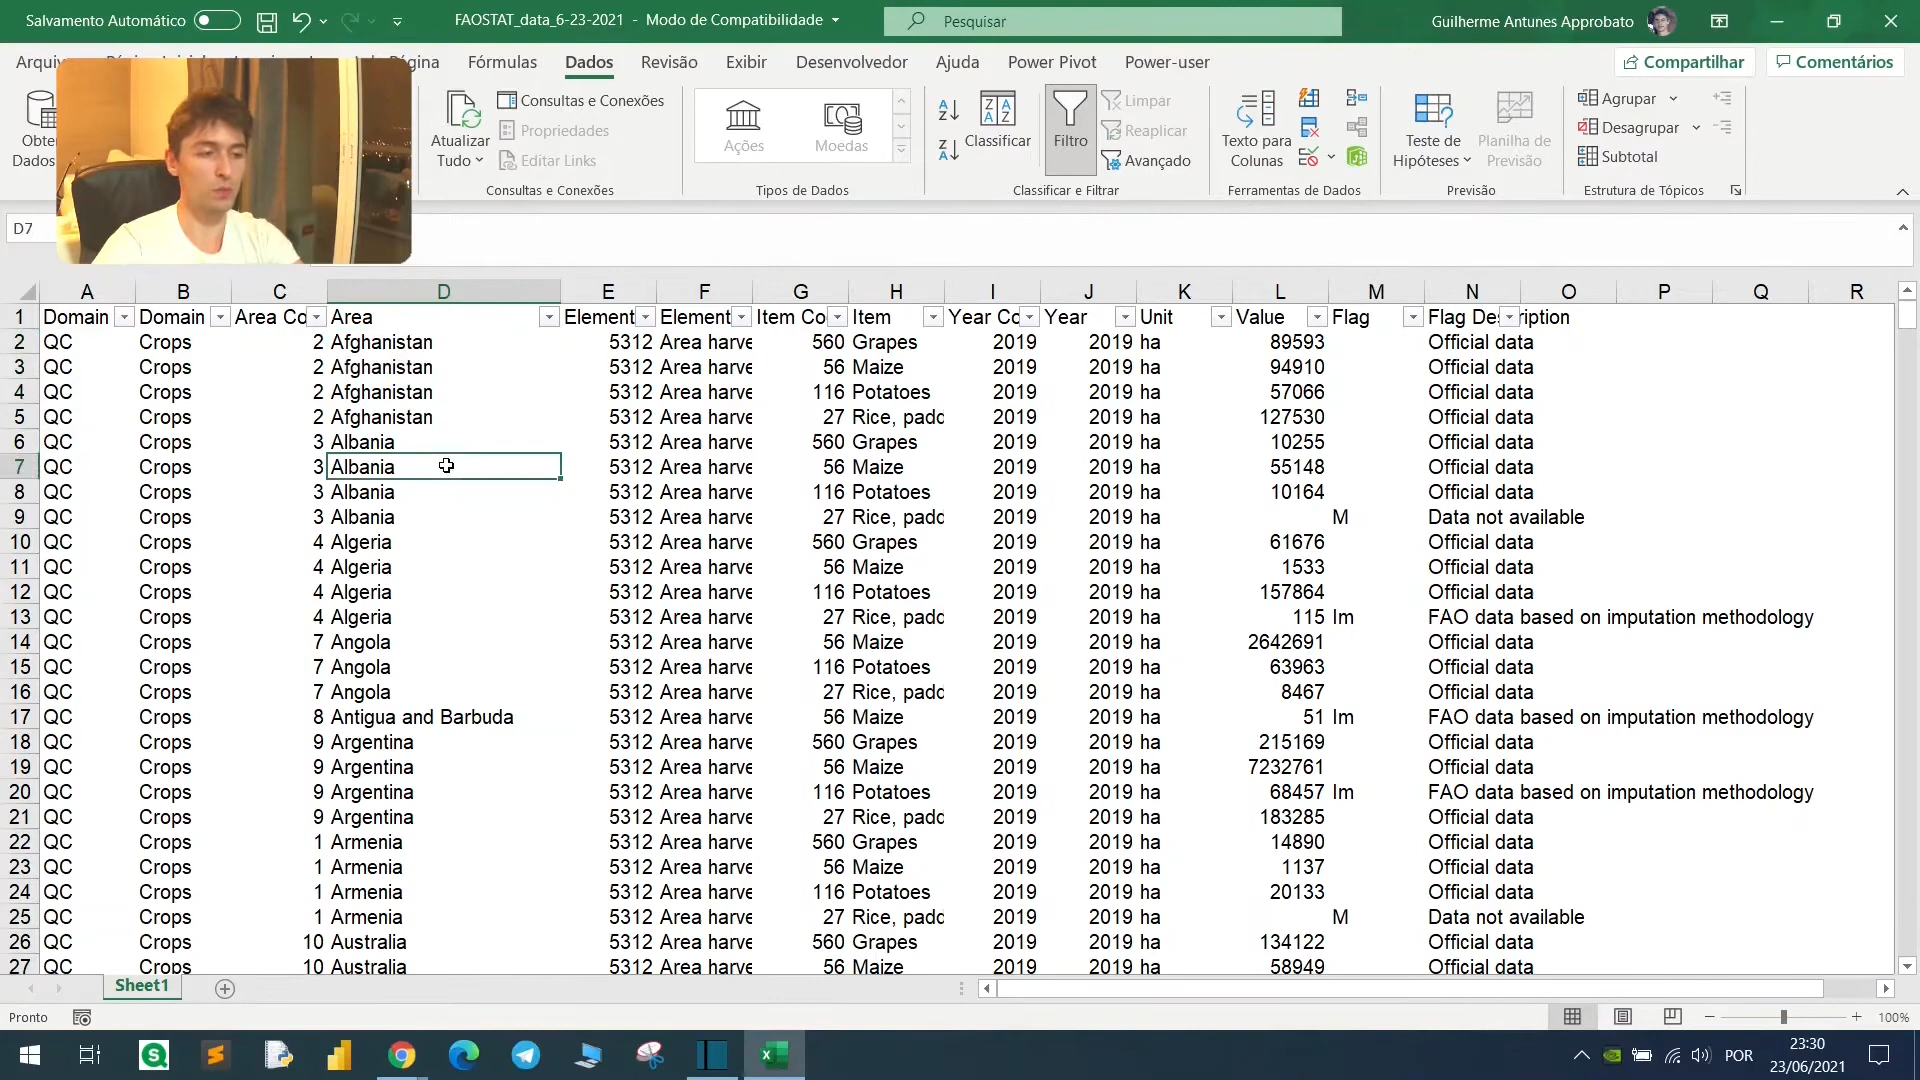 Salvamento Automático
FAOSTAT_data_6-23-2021 - Modo de Compatibilidade
Pesquisar
Guilherme Antunes Approbato
Fórmulas Dados Revisão Exibir Desenvolvedor Ajuda Power Pivot Power-user
Compartilhar Comentários
Atualizar Tudo
Consultas e Conexões
Propriedades
Editar Links
Consultas e Conexões
Ações Moedas
Tipos de Dados
Classificar
Filtro
Limpar
Reaplicar
Avançado
Classificar e Filtrar
Texto para Colunas
Ferramentas de Dados
Teste de Hipóteses
Planilha de Previsão
Previsão
Agrupar
Desagrupar
Subtotal
Estrutura de Tópicos
D7
A B C D E F G H I J K L M N O P Q R
1 Domain Domain Area Co Area Element Element Item Co Item Year Co Year Unit Value Flag Flag Des ription
2 QC Crops 2 Afghanistan 5312 Area harve 560 Grapes 2019 2019 ha 89593 Official data
3 QC Crops 2 Afghanistan 5312 Area harve 56 Maize 2019 2019 ha 94910 Official data
4 QC Crops 2 Afghanistan 5312 Area harve 116 Potatoes 2019 2019 ha 57066 Official data
5 QC Crops 2 Afghanistan 5312 Area harve 27 Rice, padd 2019 2019 ha 127530 Official data
6 QC Crops 3 Albania 5312 Area harve 560 Grapes 2019 2019 ha 10255 Official data
7 QC Crops 3 Albania 5312 Area harve 56 Maize 2019 2019 ha 55148 Official data
8 QC Crops 3 Albania 5312 Area harve 116 Potatoes 2019 2019 ha 10164 Official data
9 QC Crops 3 Albania 5312 Area harve 27 Rice, padd 2019 2019 ha M Data not available
10 QC Crops 4 Algeria 5312 Area harve 560 Grapes 2019 2019 ha 61676 Official data
11 QC Crops 4 Algeria 5312 Area harve 56 Maize 2019 2019 ha 1533 Official data
12 QC Crops 4 Algeria 5312 Area harve 116 Potatoes 2019 2019 ha 157864 Official data
13 QC Crops 4 Algeria 5312 Area harve 27 Rice, padd 2019 2019 ha 115 Im FAO data based on imputation methodology
14 QC Crops 7 Angola 5312 Area harve 56 Maize 2019 2019 ha 2642691 Official data
15 QC Crops 7 Angola 5312 Area harve 116 Potatoes 2019 2019 ha 63963 Official data
16 QC Crops 7 Angola 5312 Area harve 27 Rice, padd 2019 2019 ha 8467 Official data
17 QC Crops 8 Antigua and Barbuda 5312 Area harve 56 Maize 2019 2019 ha 51 Im FAO data based on imputation methodology
18 QC Crops 9 Argentina 5312 Area harve 560 Grapes 2019 2019 ha 215169 Official data
19 QC Crops 9 Argentina 5312 Area harve 56 Maize 2019 2019 ha 7232761 Official data
20 QC Crops 9 Argentina 5312 Area harve 116 Potatoes 2019 2019 ha 68457 Im FAO data based on imputation methodology
21 QC Crops 9 Argentina 5312 Area harve 27 Rice, padd 2019 2019 ha 183285 Official data
22 QC Crops 1 Armenia 5312 Area harve 560 Grapes 2019 2019 ha 14890 Official data
23 QC Crops 1 Armenia 5312 Area harve 56 Maize 2019 2019 ha 1137 Official data
24 QC Crops 1 Armenia 5312 Area harve 116 Potatoes 2019 2019 ha 20133 Official data
25 QC Crops 1 Armenia 5312 Area harve 27 Rice, padd 2019 2019 ha M Data not available
26 QC Crops 10 Australia 5312 Area harve 560 Grapes 2019 2019 ha 134122 Official data
27 QC Crops 10 Australia 5312 Area harve 56 Maize 2019 2019 ha 58949 Official data
Sheet1
Pronto
100%
POR
23:30
23/06/2021